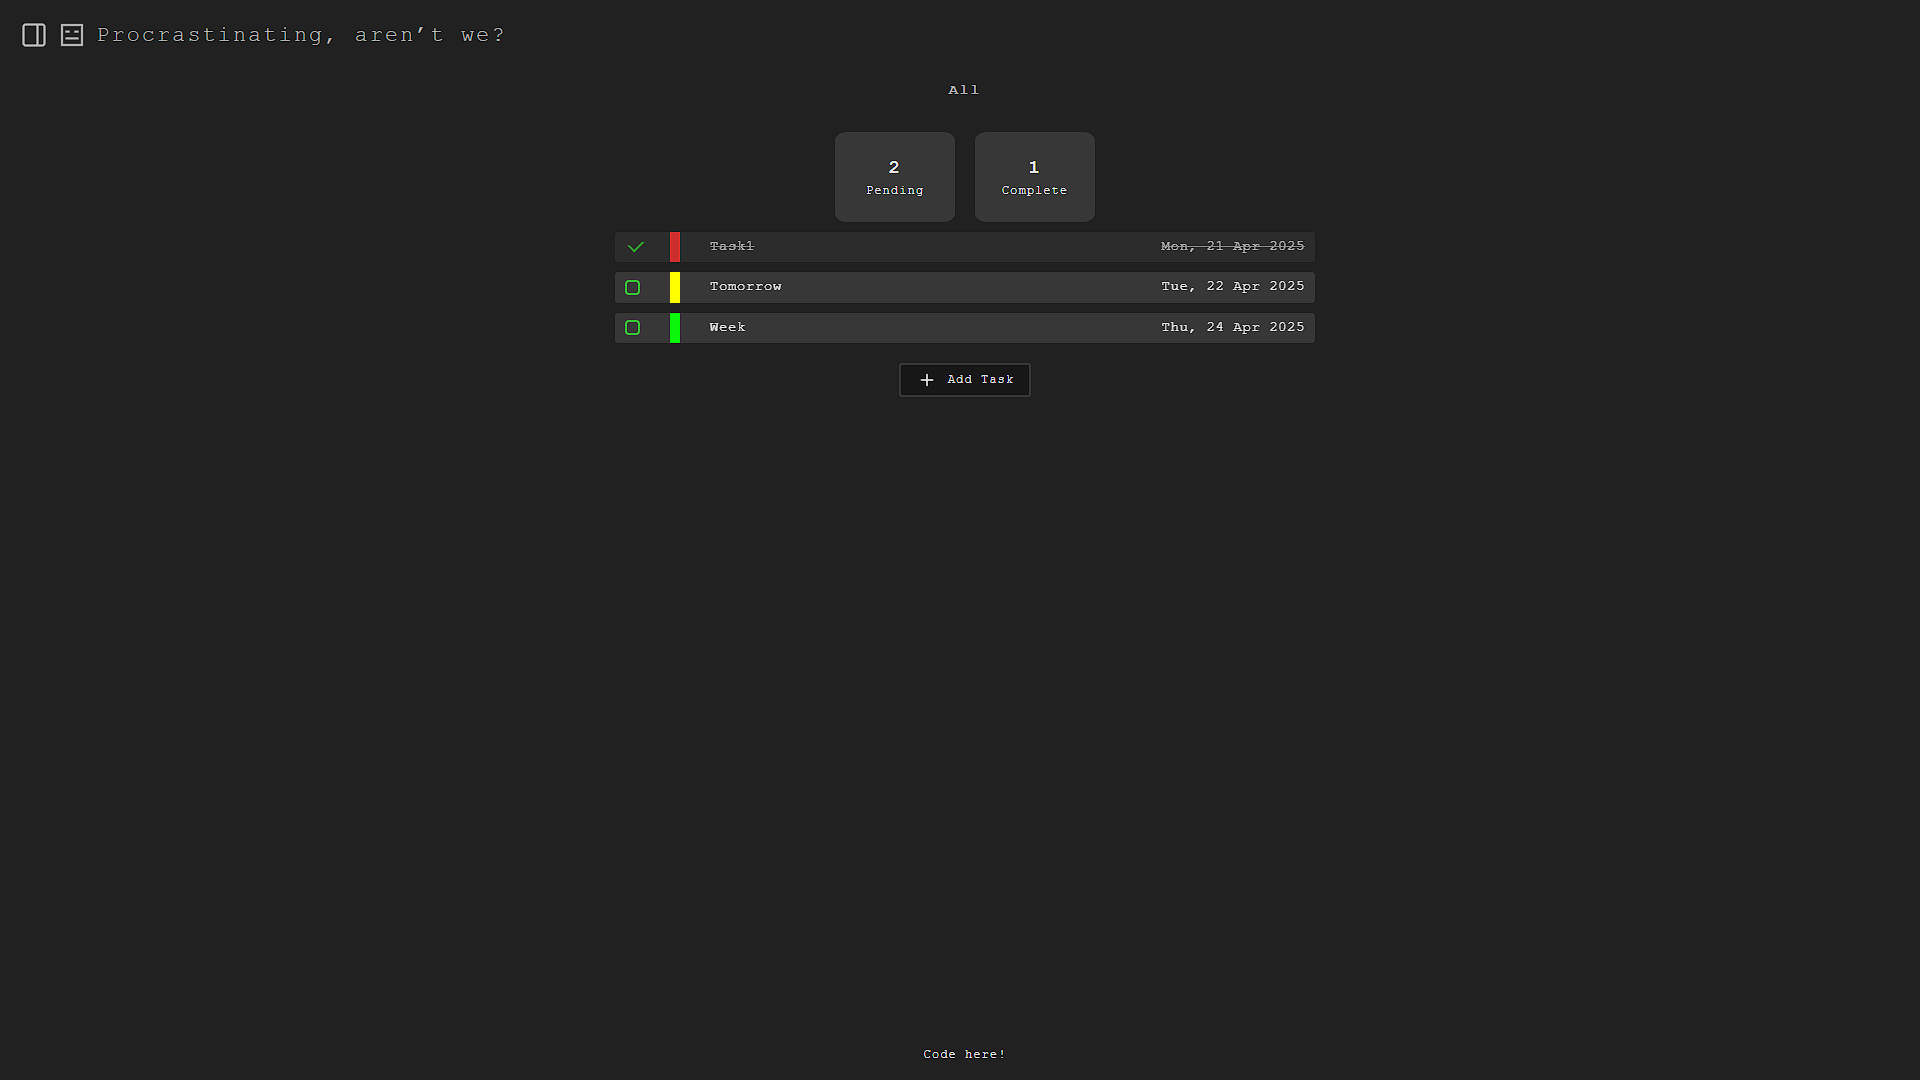 Procrastinating, aren’t we?
All
2
Pending
1
Complete
Task1 Mon, 21 Apr 2025
Tomorrow Tue, 22 Apr 2025
Week Thu, 24 Apr 2025
Add Task
Code here!